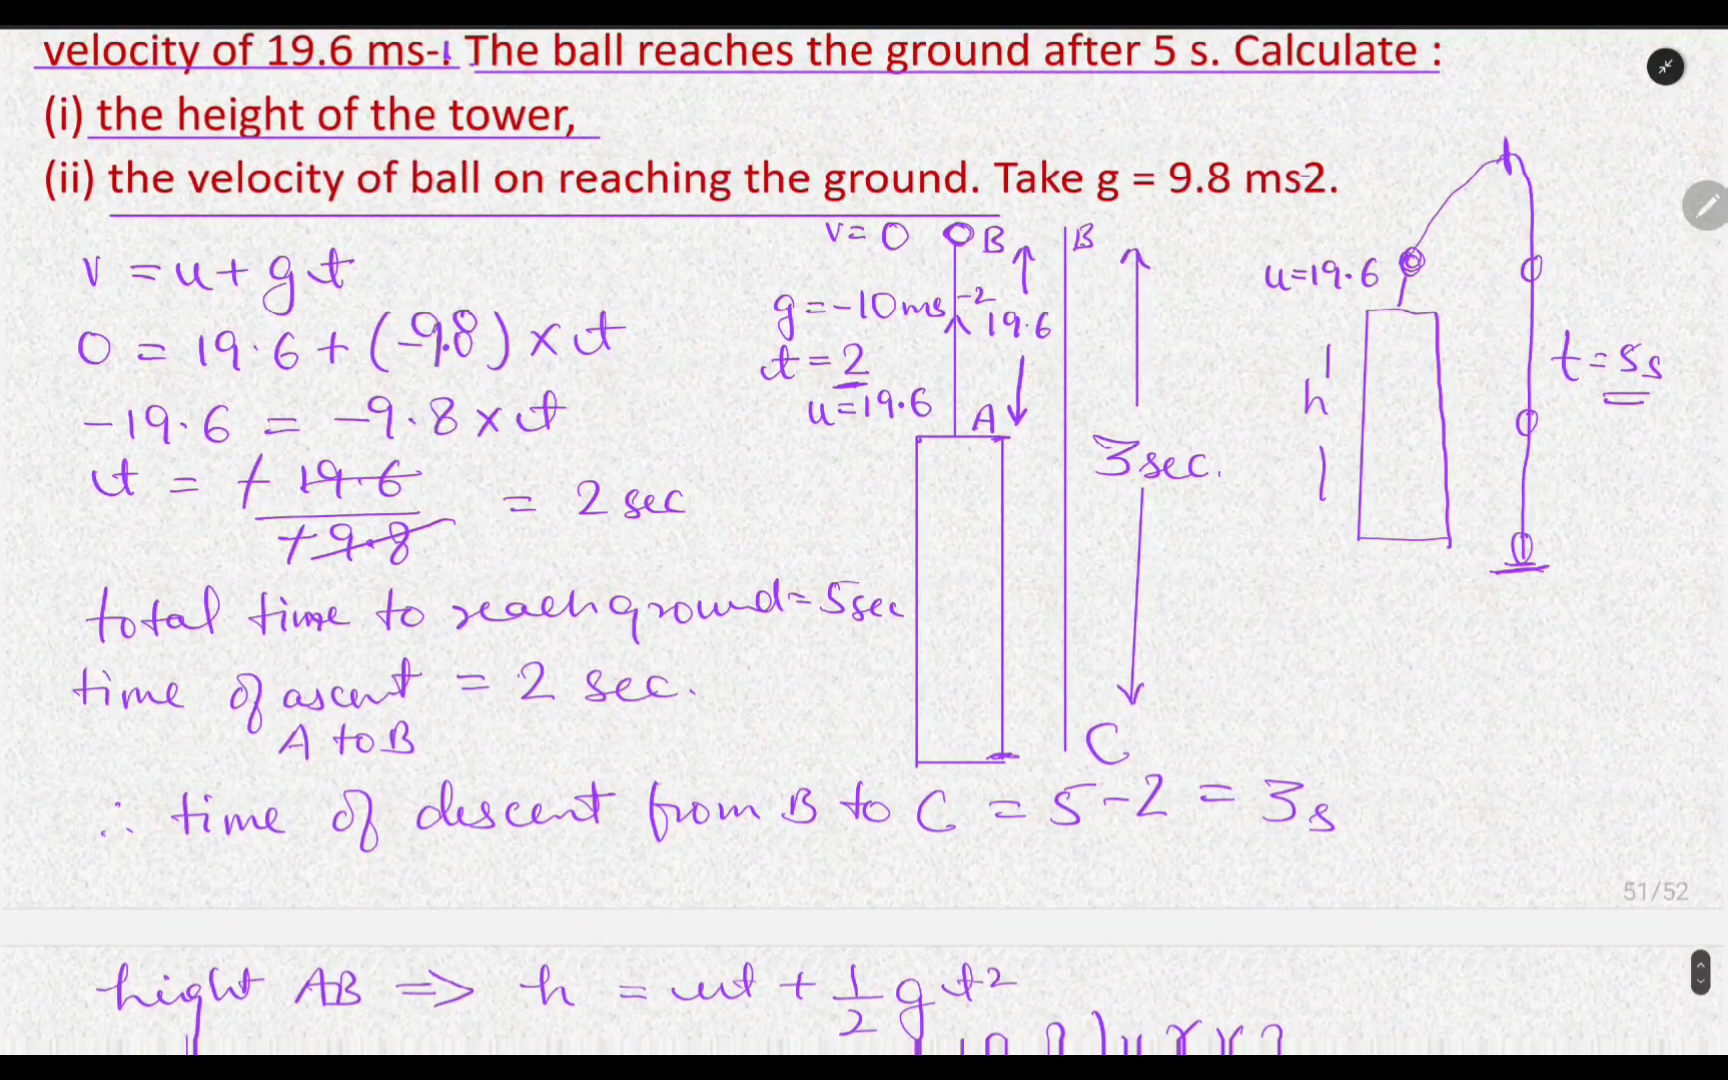 velocity of 19.6 ms-1 The ball reaches the ground after 5 s. Calculate :
(i) the height of the tower,
(ii) the velocity of ball on reaching the ground. Take g = 9.8 ms-2.
v = u + gt
0 = 19.6 + (-9.8) × t
-19.6 = -9.8 × t
t = 19.6
9.8
= 2 sec
total time to reach ground = 5 sec
time of ascent = 2 sec.
A to B
∴ time of descent from B to C = 5-2 = 3s
v = 0
B
g = -10 ms-2
19.6
t = 2
u = 19.6
A
B
3 sec.
C
u = 19.6
h
t = 5s
51/52
hight AB => h = ut + 1/2 g t2